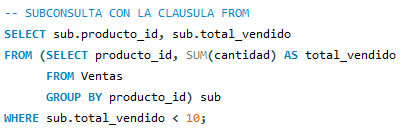 -- SUBCONSULTA CON LA CLAUSULA FROM
SELECT sub.producto_id, sub.total_vendido
FROM (SELECT producto_id, SUM(cantidad) AS total_vendido
      FROM Ventas
      GROUP BY producto_id) sub
WHERE sub.total_vendido < 10;